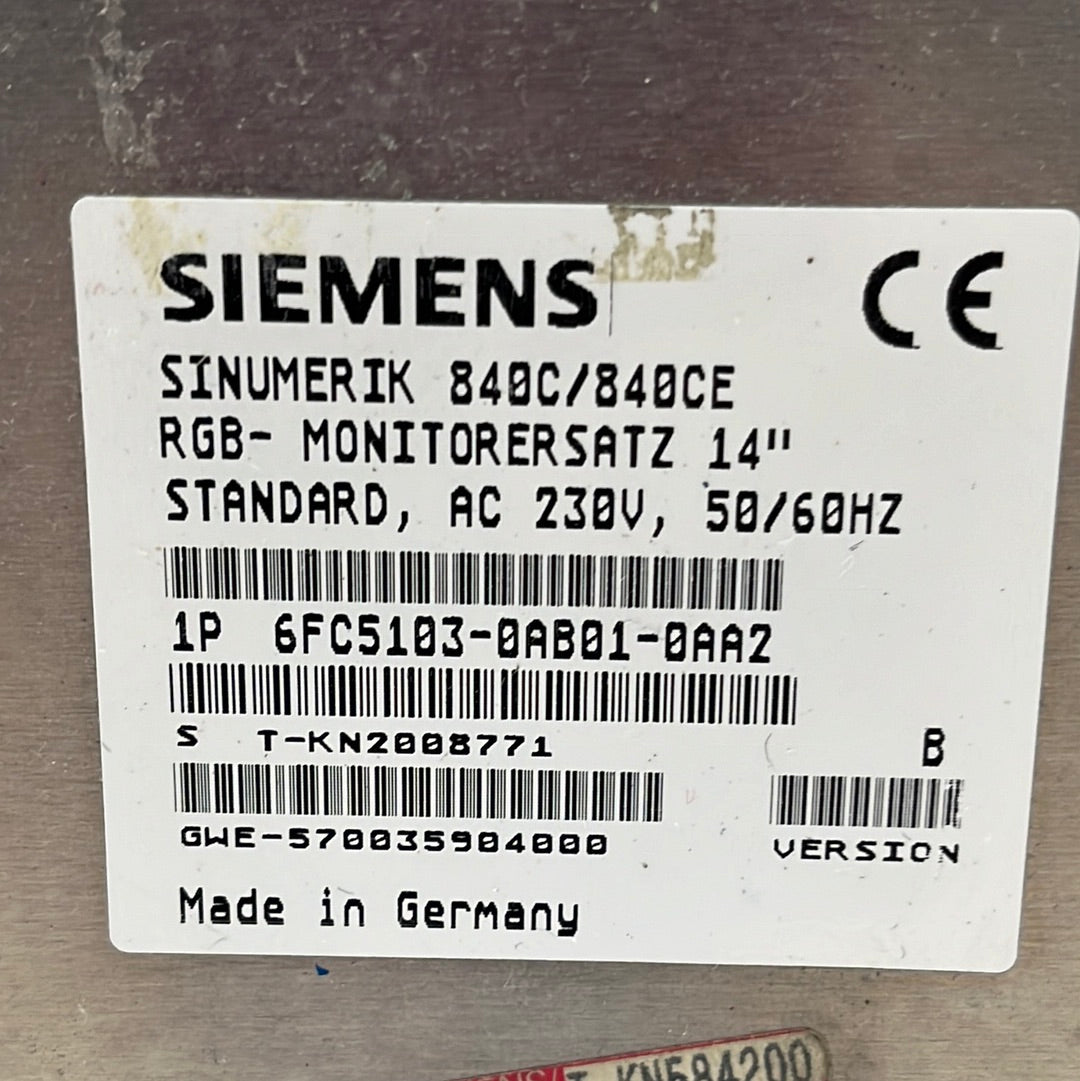 SIEMENS CE
SINUMERIK 840C/840CE
RGB- MONITORERSATZ 14"
STANDARD, AC 230V, 50/60HZ
1P 6FC5103-0AB01-0AA2
S T-KN2008771 B
GWE-570035904000 VERSION
Made in Germany
KN584200